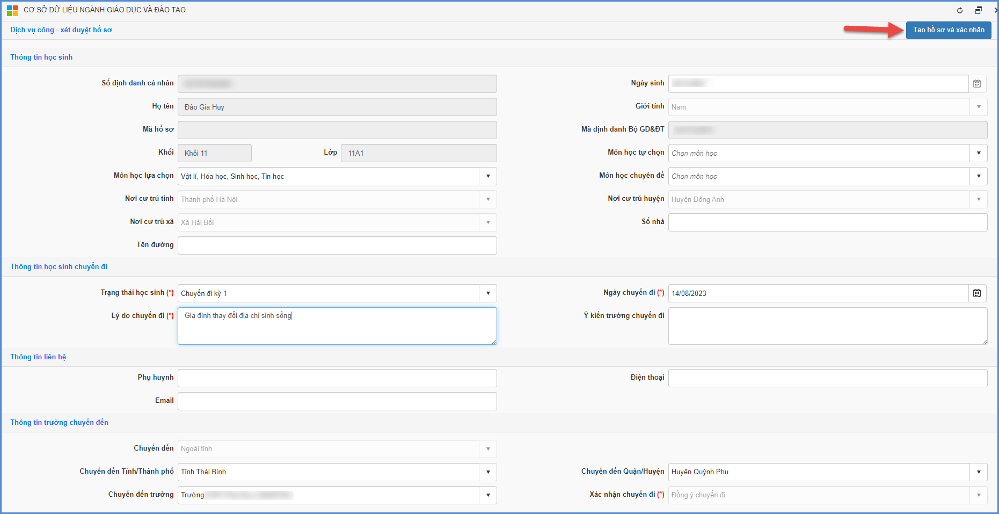 CƠ SỞ DỮ LIỆU NGÀNH GIÁO DỤC VÀ ĐÀO TẠO
Dịch vụ công - xét duyệt hồ sơ
Tạo hồ sơ và xác nhận
Thông tin học sinh
Số định danh cá nhân
Ngày sinh
Họ tên Đào Gia Huy
Giới tính Nam
Mã hồ sơ
Mã định danh Bộ GD&ĐT
Khối Khối 11 Lớp 11A1
Môn học tự chọn Chọn môn học
Môn học lựa chọn Vật lí, Hóa học, Sinh học, Tin học
Môn học chuyên đề Chọn môn học
Nơi cư trú tỉnh Thành phố Hà Nội
Nơi cư trú huyện Huyện Đông Anh
Nơi cư trú xã Xã Hải Bối
Số nhà
Tên đường
Thông tin học sinh chuyển đi
Trạng thái học sinh (*) Chuyển đi kỳ 1
Ngày chuyển đi (*) 14/08/2023
Lý do chuyển đi (*) Gia đình thay đổi địa chỉ sinh sống
Ý kiến trường chuyển đi
Thông tin liên hệ
Phụ huynh
Điện thoại
Email
Thông tin trường chuyển đến
Chuyển đến Ngoài tỉnh
Chuyển đến Tỉnh/Thành phố Tỉnh Thái Bình
Chuyển đến Quận/Huyện Huyện Quỳnh Phụ
Chuyển đến trường Trường
Xác nhận chuyển đi (*) Đồng ý chuyển đi